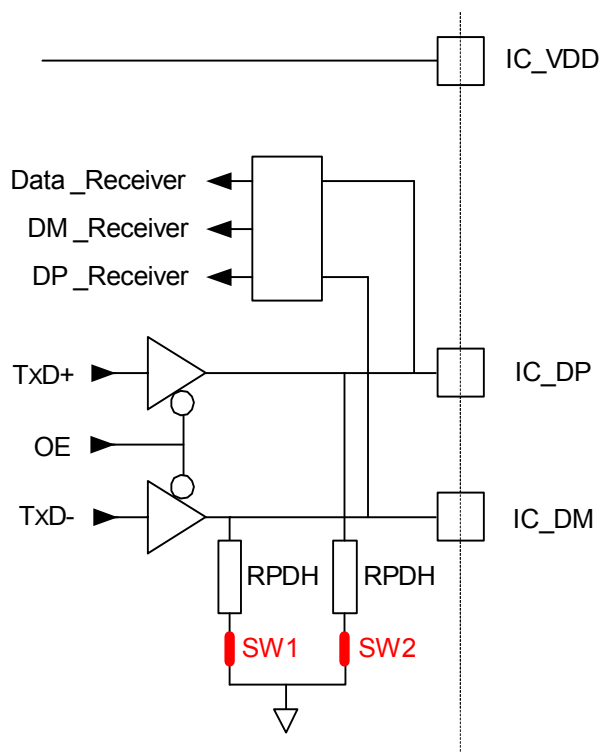 IC_VDD
Data _Receiver
DM _Receiver
DP _Receiver
TxD+
IC_DP
OE
TxD-
IC_DM
RPDH
RPDH
SW1
SW2